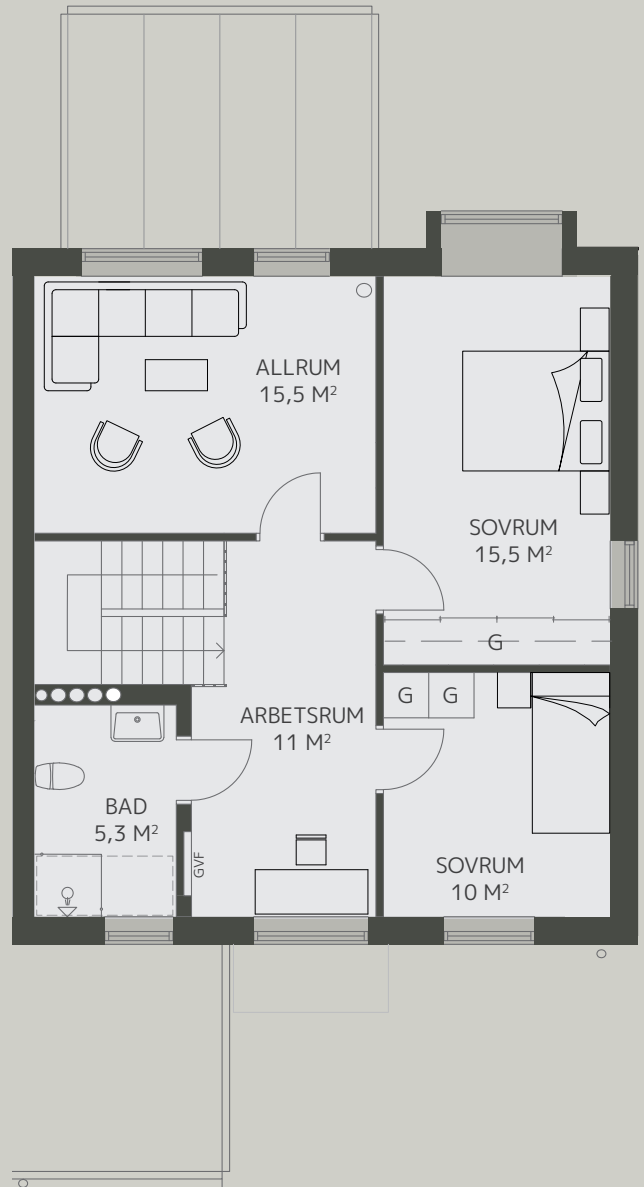 ALLRUM
15,5 M²
SOVRUM
15,5 M²
G
G G
ARBETSRUM
11 M²
BAD
5,3 M²
GVF
SOVRUM
10 M²